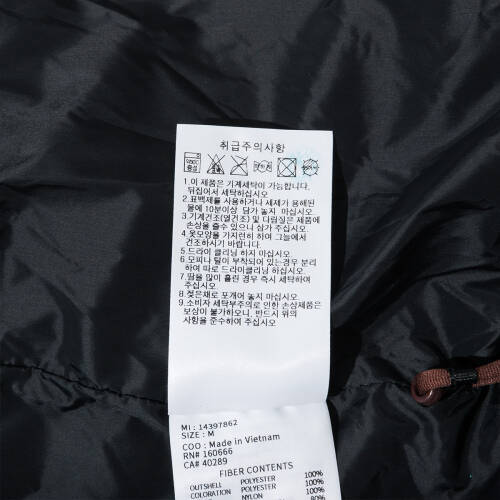 취급주의사항
1.이 제품은 기계세탁이 가능합니다.
뒤집어서 세탁하십시오.
2.표백제를 사용하거나 세제가 용해된
물에 10분이상 담가 놓지 마십시오.
3.기계건조(열건조) 및 다림질은 제품에
손상을 줄수 있으니 삼가 주십시오.
4.옷모양을 가지런히 하여 그늘에서
건조하시기 바랍니다.
5.드라이 크리닝 하지 마십시오.
6.모피나 털이 부착되어 있는경우 분리
하여 따로 드라이크리닝 하십시오.
7.땀을 많이 흘린 경우 즉시 세탁하여
주십시오.
8.젖은채로 포개어 놓지 마십시오.
9.소비자 세탁부주의로 인한 손상제품은
보상이 불가하오니, 반드시 위의
사항을 준수하여 주십시오.
MI: 14397862
SIZE: M
COO: Made in Vietnam
RN# 160666
CA# 40289
FIBER CONTENTS
OUTSHELL POLYESTER 100%
COLORATION POLYESTER 100%
NYLON